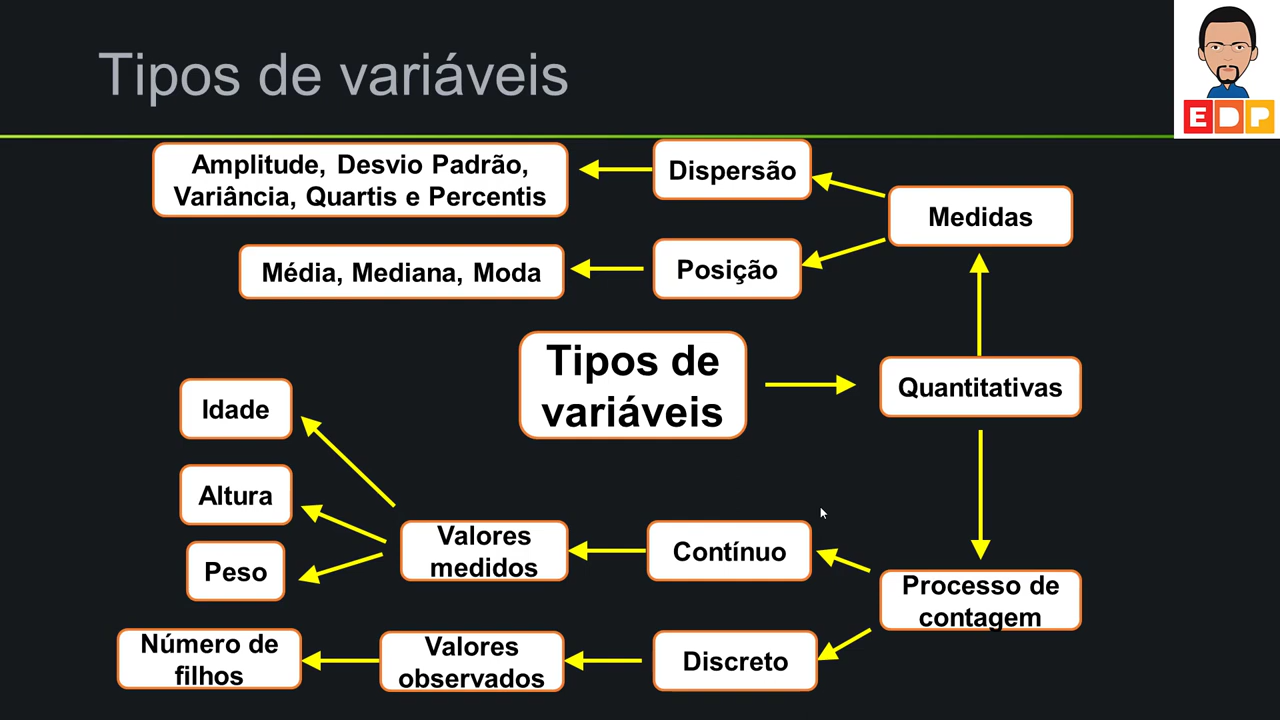 Tipos de variáveis
EDP
Amplitude, Desvio Padrão,
Variância, Quartis e Percentis
Dispersão
Medidas
Média, Mediana, Moda
Posição
Tipos de
variáveis
Quantitativas
Idade
Altura
Peso
Valores
medidos
Contínuo
Processo de
contagem
Número de
filhos
Valores
observados
Discreto